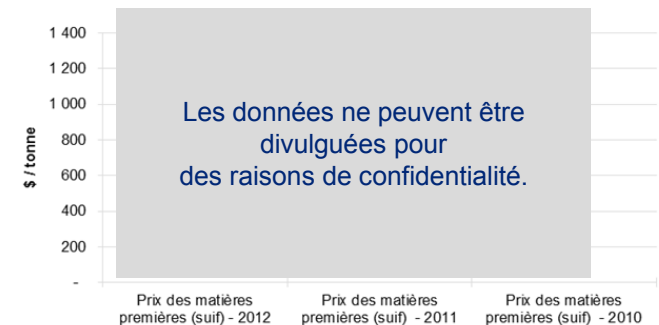 1 400
1 200
1 000
800
600
400
200
-
$ / tonne
Les données ne peuvent être
divulguées pour
des raisons de confidentialité.
Prix des matières
premières (suif) - 2012
Prix des matières
premières (suif) - 2011
Prix des matières
premières (suif) - 2010